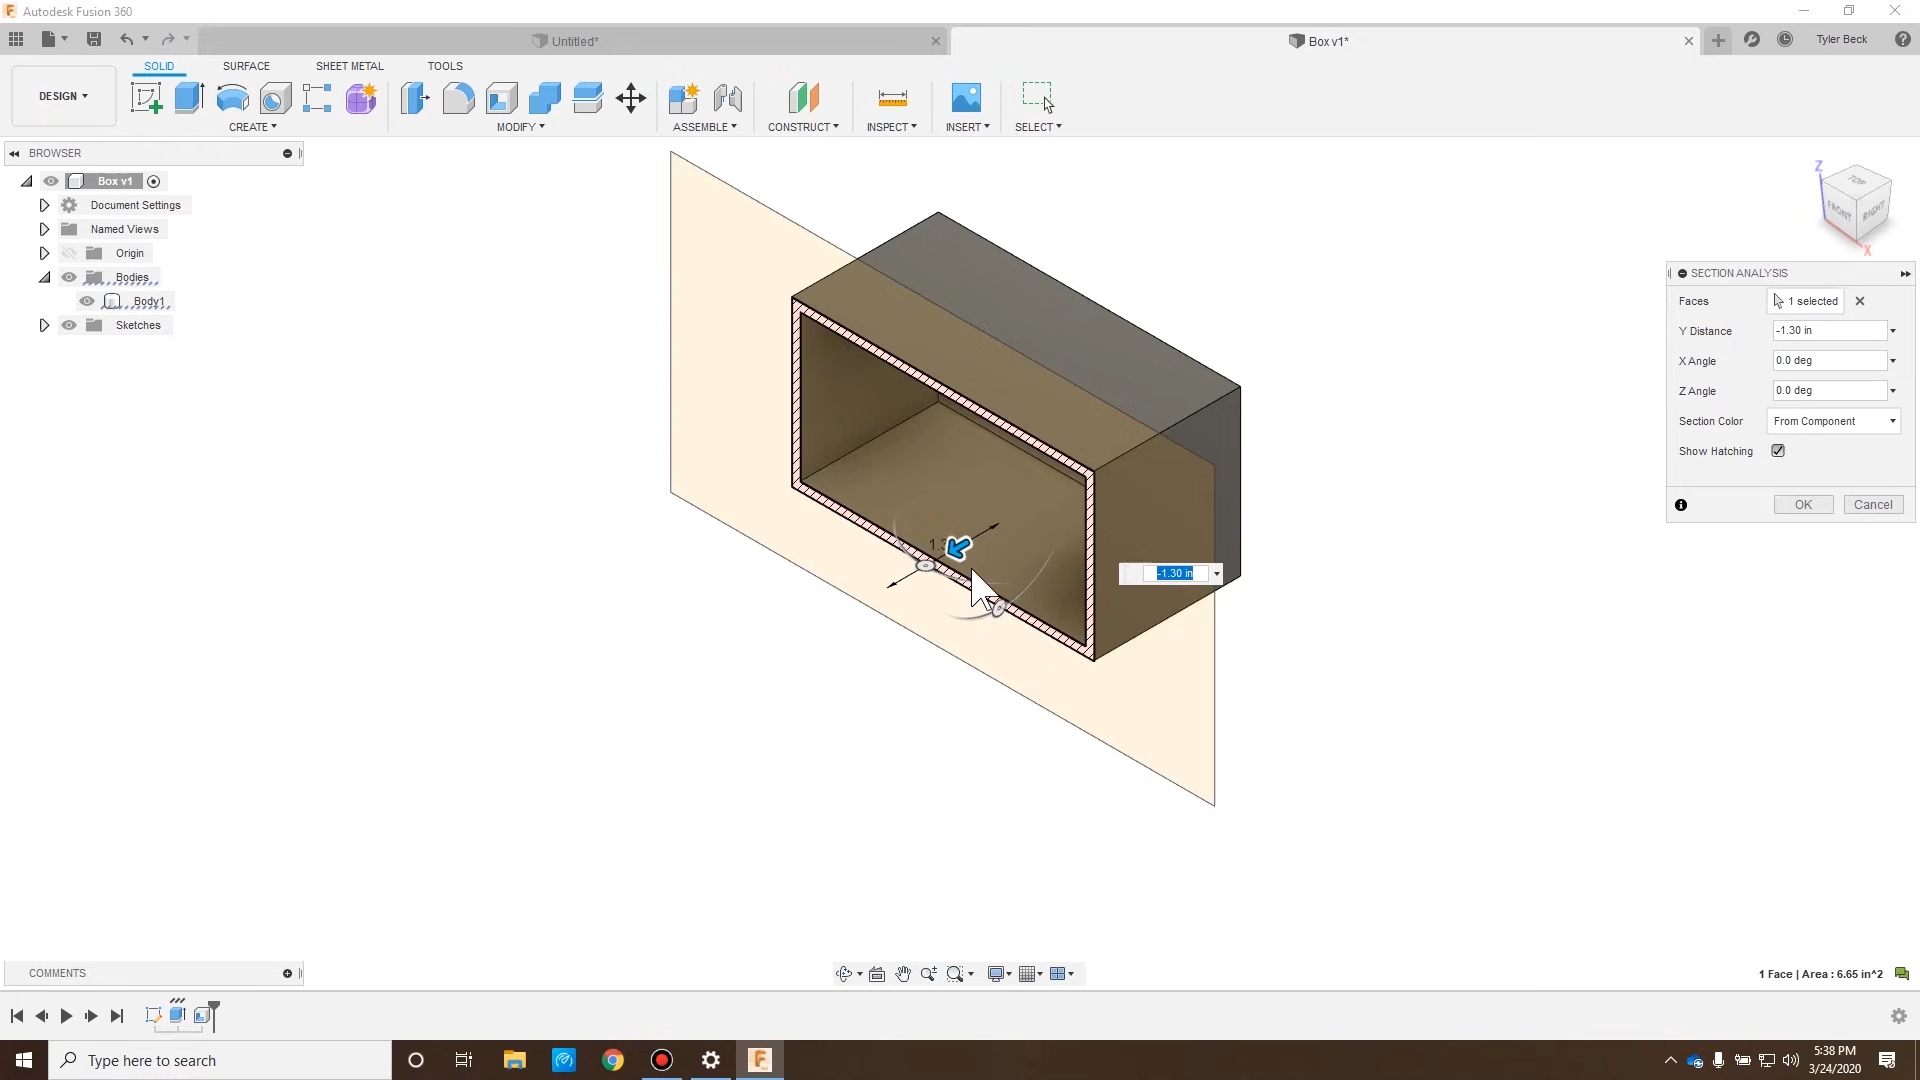 Autodesk Fusion 360
Untitled*
Box v1*
Tyler Beck
SOLID
SURFACE
SHEET METAL
TOOLS
DESIGN
CREATE
MODIFY
ASSEMBLE
CONSTRUCT
INSPECT
INSERT
SELECT
BROWSER
Box v1
Document Settings
Named Views
Origin
Bodies
Body1
Sketches
Z
TOP
FRONT
RIGHT
X
SECTION ANALYSIS
Faces
1 selected
Y Distance
-1.30 in
X Angle
0.0 deg
Z Angle
0.0 deg
Section Color
From Component
Show Hatching
OK
Cancel
-1.30 in
COMMENTS
1 Face | Area : 6.65 in^2
Type here to search
5:38 PM
3/24/2020